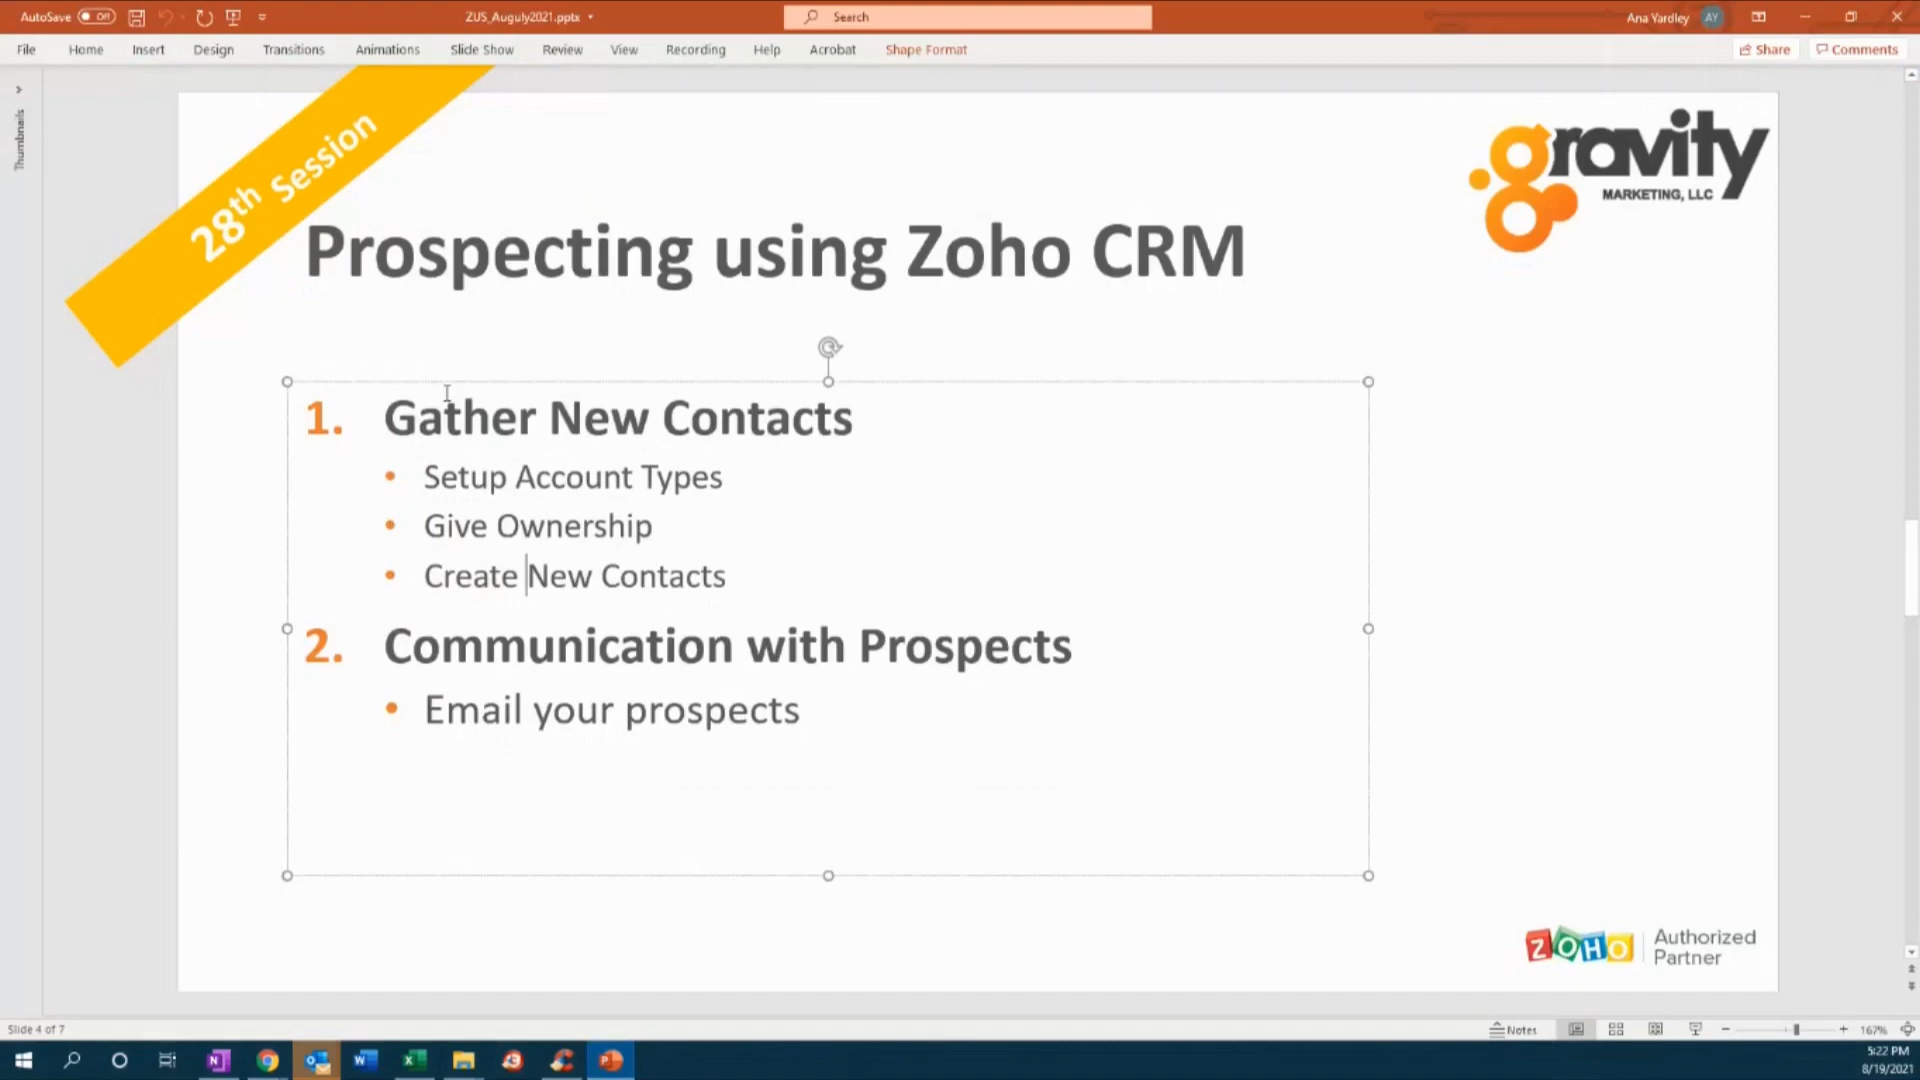 AutoSave Off
ZUS_Auguly2021.pptx
Search
Ana Yardley AY
File Home Insert Design Transitions Animations Slide Show Review View Recording Help Acrobat Shape Format Share Comments
Thumbnails
28th Session
gravity
MARKETING, LLC
Prospecting using Zoho CRM
1. Gather New Contacts
• Setup Account Types
• Give Ownership
• Create New Contacts
2. Communication with Prospects
• Email your prospects
ZOHO Authorized
Partner
Slide 4 of 7
Notes
167%
5:22 PM
8/19/2021